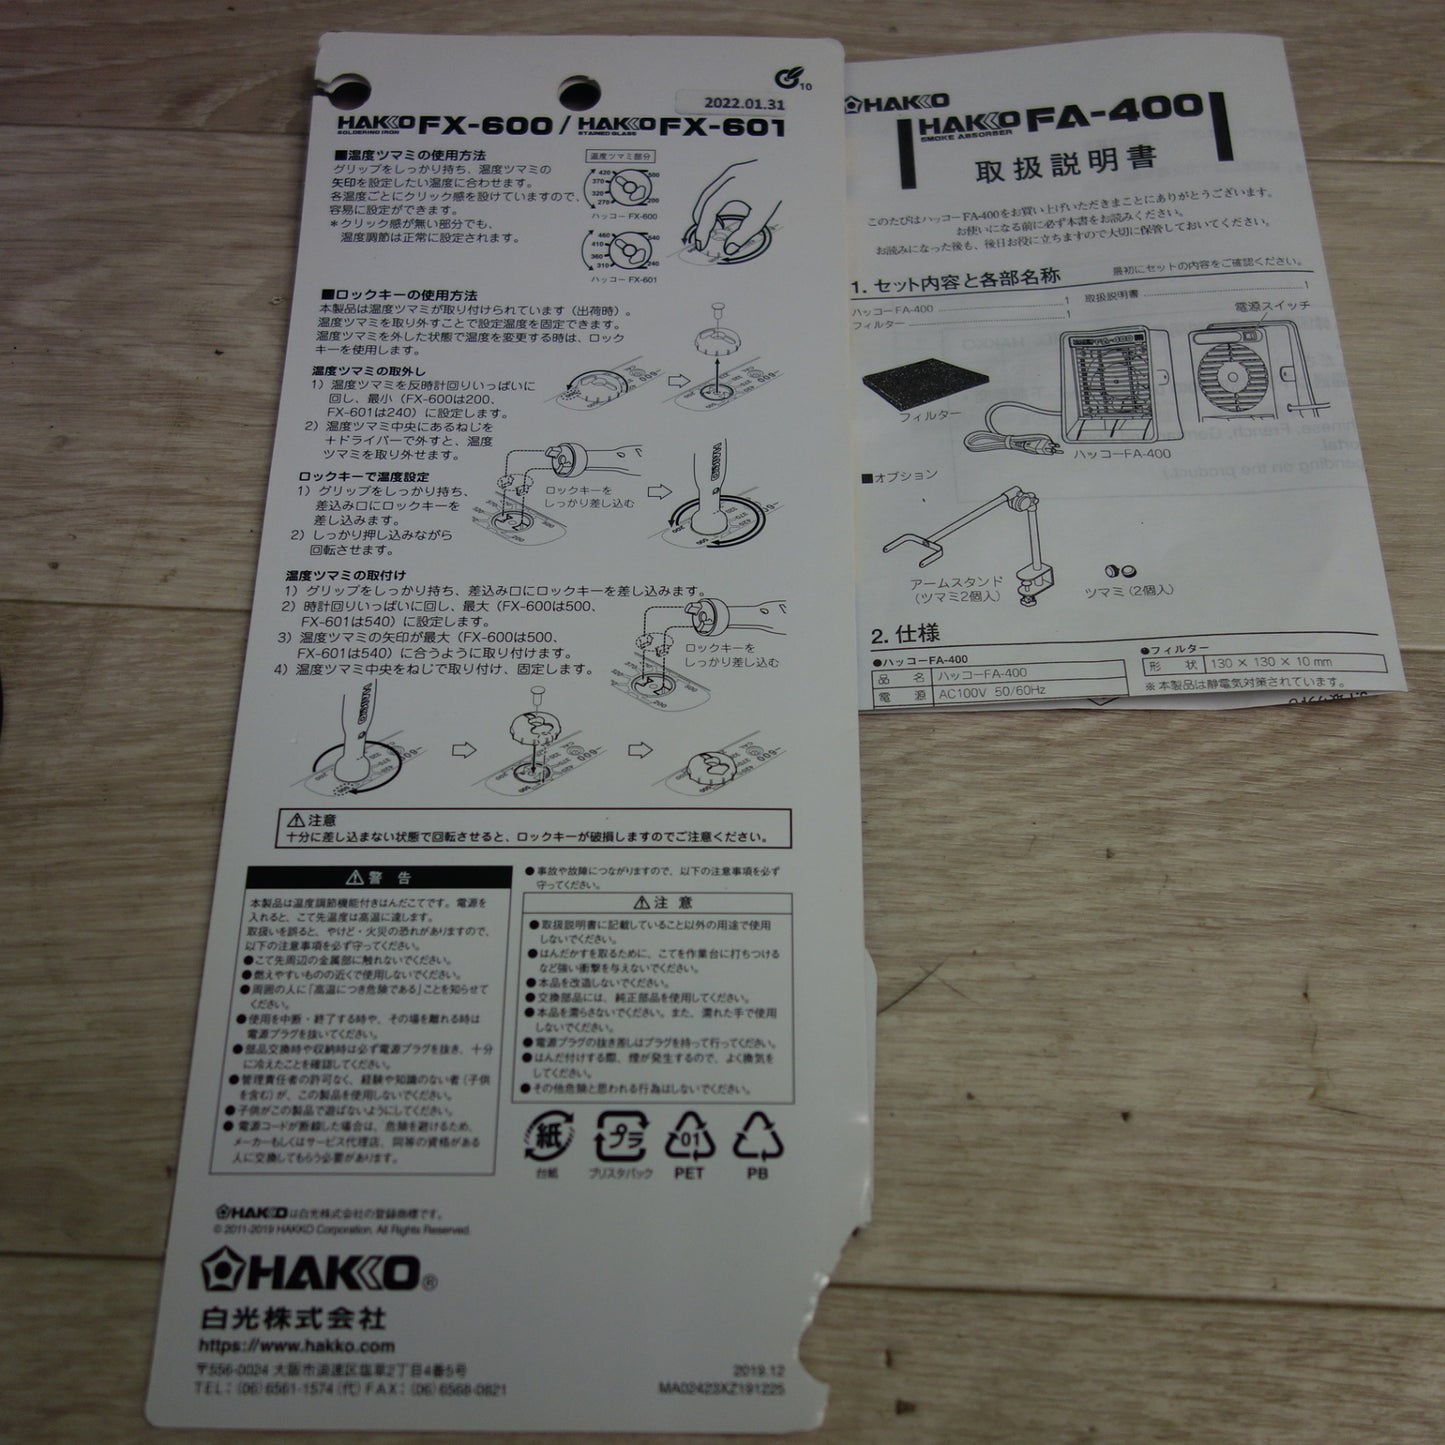 10
2022.01.31
HAKKO FX-600 / HAKKO FX-601
SOLDERING IRON STAINED GLASS
■温度ツマミの使用方法
グリップをしっかり持ち、温度ツマミの
矢印を設定したい温度に合わせます。
各温度ごとにクリック感を設けていますので、
容易に設定ができます。
＊クリック感が無い部分でも、
温度調節は正常に設定されます。
温度ツマミ部分
420 500
370
320
270 200
ハッコー FX-600
460 540
410
360
310 240
ハッコー FX-601
■ロックキーの使用方法
本製品は温度ツマミが取り付けられています（出荷時）。
温度ツマミを取り外すことで設定温度を固定できます。
温度ツマミを外した状態で温度を変更する時は、ロック
キーを使用します。
温度ツマミの取外し
1）温度ツマミを反時計回りいっぱいに
回し、最小（FX-600は200、
FX-601は240）に設定します。
2）温度ツマミ中央にあるねじを
＋ドライバーで外すと、温度
ツマミを取り外せます。
ロックキーで温度設定
1）グリップをしっかり持ち、
差込み口にロックキーを
差し込みます。
2）しっかり押し込みながら
回転させます。
ロックキーを
しっかり差し込む
温度ツマミの取付け
1）グリップをしっかり持ち、差込み口にロックキーを差し込みます。
2）時計回りいっぱいに回し、最大（FX-600は500、
FX-601は540）に設定します。
3）温度ツマミの矢印が最大（FX-600は500、
FX-601は540）に合うように取り付けます。
4）温度ツマミ中央をねじで取り付け、固定します。
ロックキーを
しっかり差し込む
⚠注意
十分に差し込まない状態で回転させると、ロックキーが破損しますのでご注意ください。
⚠警告
本製品は温度調節機能付きはんだこてです。電源を
入れると、こて先温度は高温に達します。
取扱いを誤ると、やけど・火災の恐れがありますので、
以下の注意事項を必ず守ってください。
●こて先周辺の金属部に触れないでください。
●燃えやすいものの近くで使用しないでください。
●周囲の人に「高温につき危険である」ことを知らせて
ください。
●使用を中断・終了する時や、その場を離れる時は
電源プラグを抜いてください。
●部品交換時や収納時は必ず電源プラグを抜き、十分
に冷えたことを確認してください。
●管理責任者の許可なく、経験や知識のない者（子供
を含む）が、この製品を使用しないでください。
●子供がこの製品で遊ばないようにしてください。
●電源コードが断線した場合は、危険を避けるため、
メーカーもしくはサービス代理店、同等の資格がある
人に交換してもらう必要があります。
●事故や故障につながりますので、以下の注意事項を必ず
守ってください。
⚠注意
●取扱説明書に記載していること以外の用途で使用
しないでください。
●はんだかすを取るために、こてを作業台に打ちつける
など強い衝撃を与えないでください。
●本品を改造しないでください。
●交換部品には、純正部品を使用してください。
●本品を濡らさないでください。また、濡れた手で使用
しないでください。
●電源プラグの抜き差しはプラグを持って行ってください。
●はんだ付けする際、煙が発生するので、よく換気を
してください。
●その他危険と思われる行為はしないでください。
紙 プラ 01
台紙 ブリスタパック PET PB
HAKKOは白光株式会社の登録商標です。
© 2011-2019 HAKKO Corporation. All Rights Reserved.
HAKKO®
白光株式会社
https://www.hakko.com
〒556-0024 大阪市浪速区塩草2丁目4番5号
TEL：(06)6561-1574(代) FAX：(06)6568-0821
2019.12
MA02423XZ191225
HAKKO
HAKKO FA-400
SMOKE ABSORBER
取扱説明書
このたびはハッコーFA-400をお買い上げいただきまことにありがとうございます。
お使いになる前に必ず本書をお読みください。
お読みになった後も、後日お役に立ちますので大切に保管しておいてください。
1. セット内容と各部名称
最初にセットの内容をご確認ください。
ハッコーFA-400 1
フィルター 1
取扱説明書 1
電源スイッチ
フィルター
ハッコーFA-400
■オプション
アームスタンド
（ツマミ2個入）
ツマミ（2個入）
2. 仕様
●ハッコーFA-400
品 名 ハッコーFA-400
電 源 AC100V 50/60Hz
●フィルター
形 状 130 × 130 × 10 mm
※本製品は静電気対策されています。